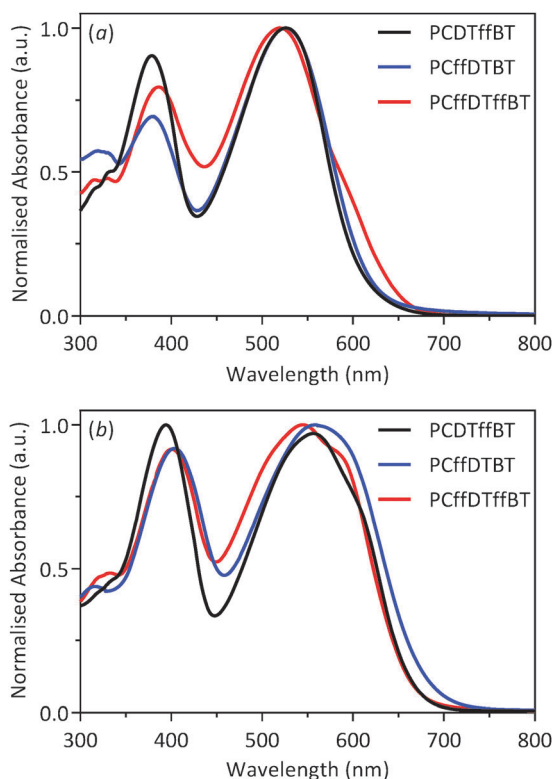 (a)
PCDTffBT
PCffDTBT
PCffDTffBT
Normalised Absorbance (a.u.)
1.0
0.5
0.0
300 400 500 600 700 800
Wavelength (nm)
(b)
PCDTffBT
PCffDTBT
PCffDTffBT
Normalised Absorbance (a.u.)
1.0
0.5
0.0
300 400 500 600 700 800
Wavelength (nm)